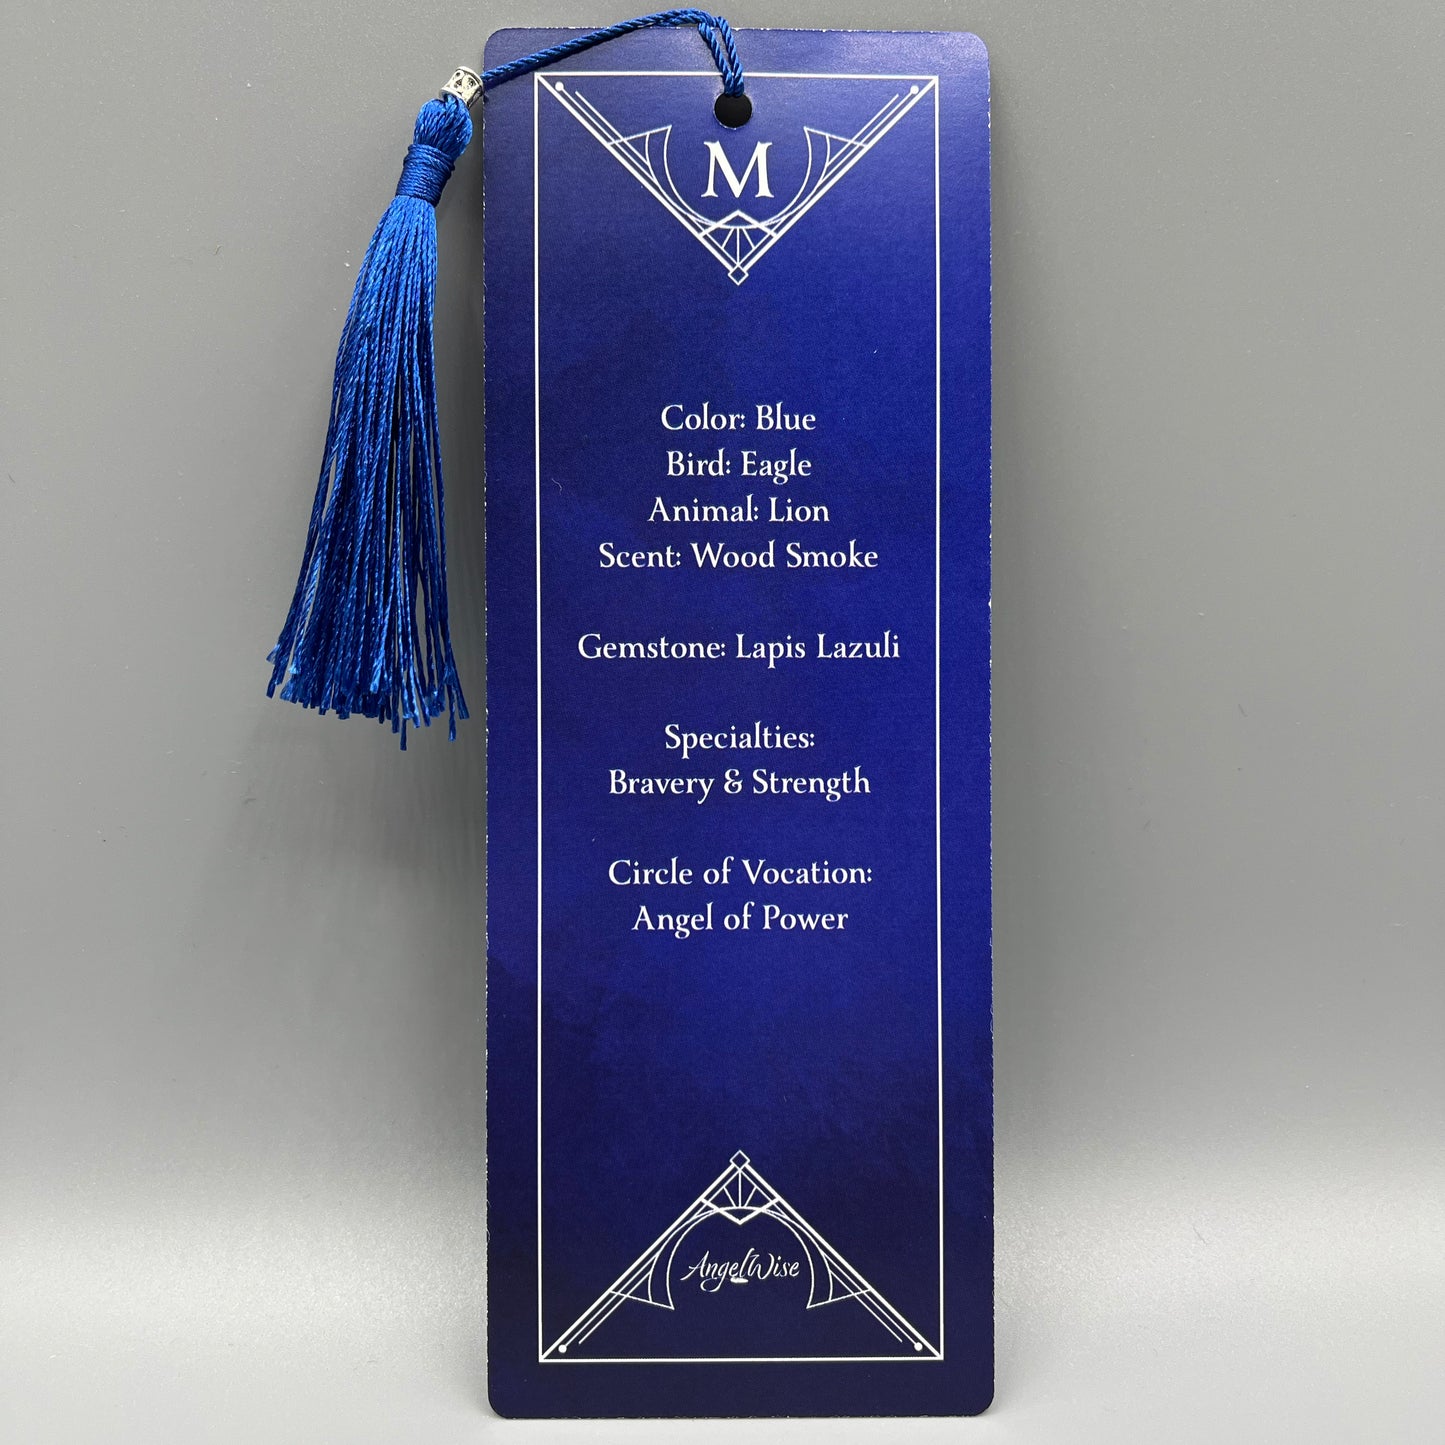 M
Color: Blue
Bird: Eagle
Animal: Lion
Scent: Wood Smoke
Gemstone: Lapis Lazuli
Specialties:
Bravery & Strength
Circle of Vocation:
Angel of Power
AngelWise